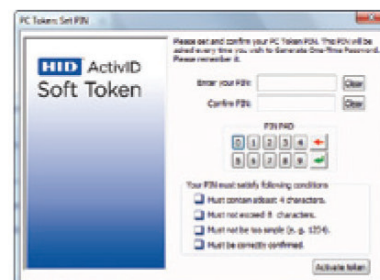 PC Tokens Set PIN
Please set and confirm your PC Token PIN. This PIN will be
asked every time you wish to Generate One-Time Password.
Please remember it.
HID ActivID
Soft Token
Enter your PIN:
Clear
Confirm PIN:
Clear
PIN PAD
0 1 2 3 4
5 6 7 8 9
Your PIN must satisfy following conditions
Must contain atleast 4 characters.
Must not exceed 8 characters.
Must not be too simple (e. g. 1234).
Must be correctly confirmed.
Activate token